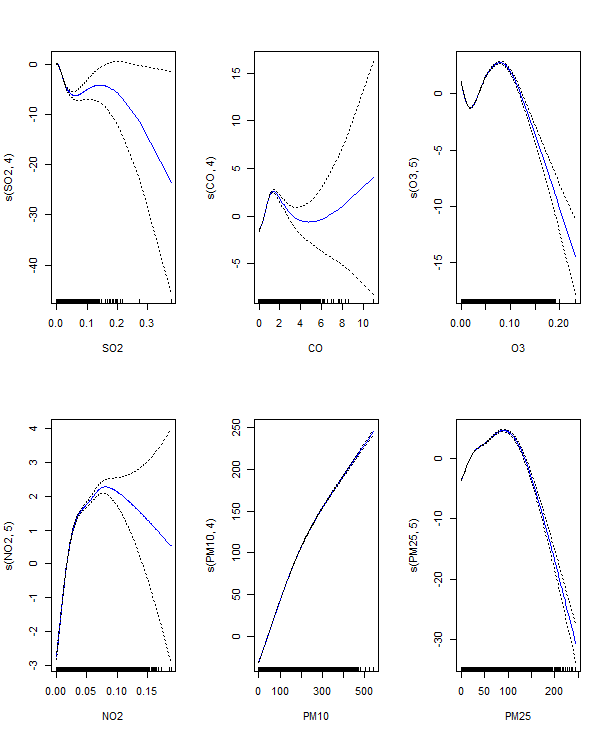 s(SO2, 4)
0
-10
-20
-30
-40
0.0 0.1 0.2 0.3
SO2
s(CO, 4)
15
10
5
0
-5
0 2 4 6 8 10
CO
s(O3, 5)
0
-5
-10
-15
0.00 0.10 0.20
O3
s(NO2, 5)
4
3
2
1
0
-1
-2
-3
0.00 0.05 0.10 0.15
NO2
s(PM10, 4)
250
200
150
100
50
0
0 100 300 500
PM10
s(PM25, 5)
0
-10
-20
-30
0 50 100 200
PM25